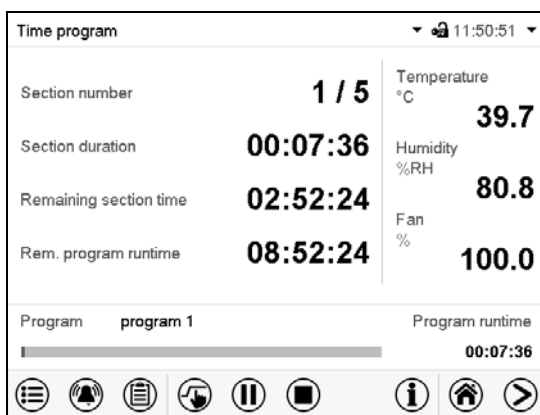 Time program 11:50:51
Section number 1 / 5
Section duration 00:07:36
Remaining section time 02:52:24
Rem. program runtime 08:52:24
Temperature
°C
39.7
Humidity
%RH
80.8
Fan
%
100.0
Program program 1 Program runtime
00:07:36